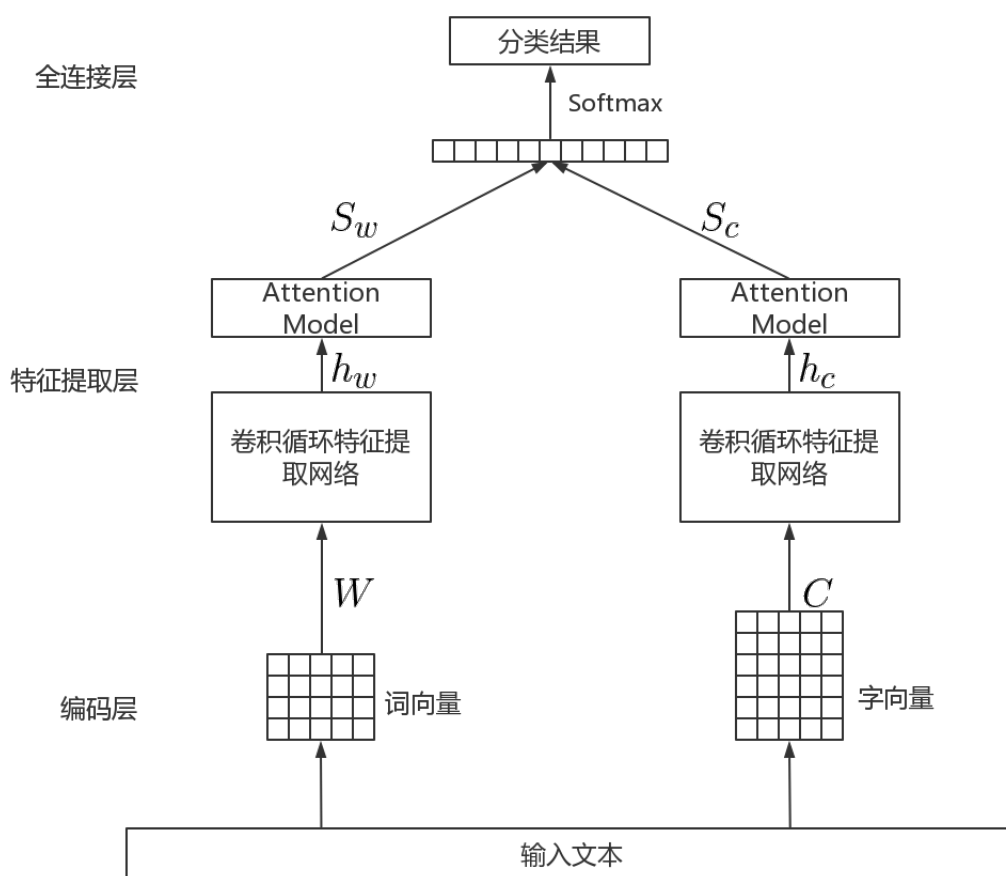 分类结果
全连接层
Softmax
S_w
S_c
Attention
Model
Attention
Model
h_w
h_c
特征提取层
卷积循环特征提
取网络
卷积循环特征提
取网络
W
C
编码层
词向量
字向量
输入文本